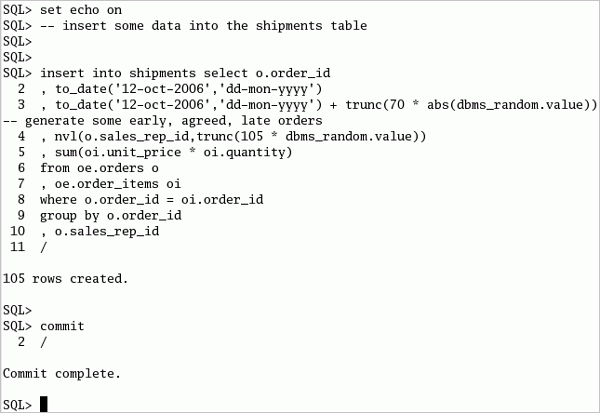 SQL> set echo on
SQL> -- insert some data into the shipments table
SQL>
SQL>
SQL> insert into shipments select o.order_id
2 , to_date('12-oct-2006','dd-mon-yyyy')
3 , to_date('12-oct-2006','dd-mon-yyyy') + trunc(70 * abs(dbms_random.value))
-- generate some early, agreed, late orders
4 , nvl(o.sales_rep_id,trunc(105 * dbms_random.value))
5 , sum(oi.unit_price * oi.quantity)
6 from oe.orders o
7 , oe.order_items oi
8 where o.order_id = oi.order_id
9 group by o.order_id
10 , o.sales_rep_id
11 /
105 rows created.
SQL>
SQL> commit
2 /
Commit complete.
SQL>